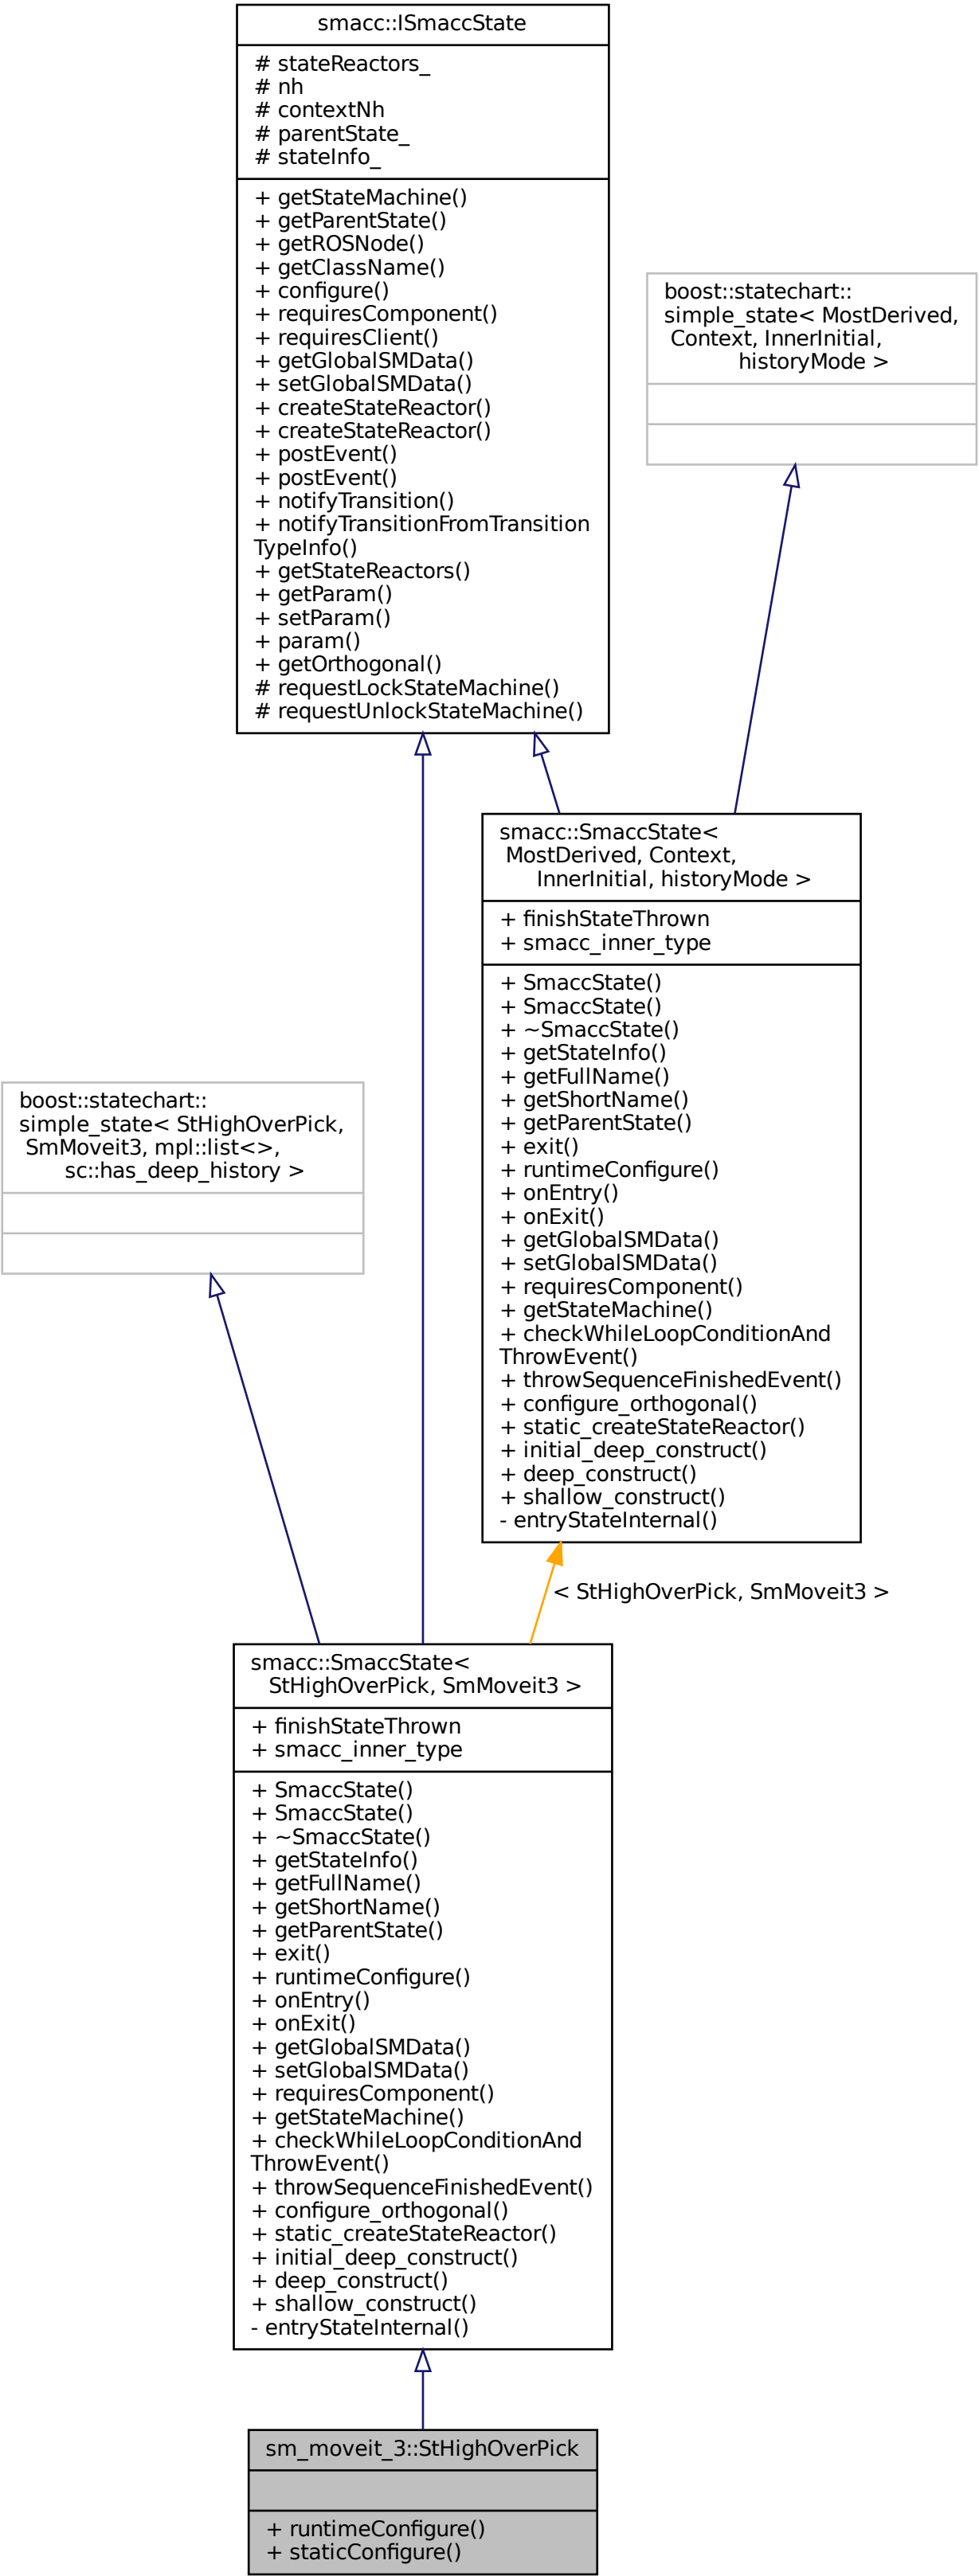 smacc::ISmaccState
# stateReactors_
# nh
# contextNh
# parentState_
# stateInfo_
+ getStateMachine()
+ getParentState()
+ getROSNode()
+ getClassName()
+ configure()
+ requiresComponent()
+ requiresClient()
+ getGlobalSMData()
+ setGlobalSMData()
+ createStateReactor()
+ createStateReactor()
+ postEvent()
+ postEvent()
+ notifyTransition()
+ notifyTransitionFromTransition
TypeInfo()
+ getStateReactors()
+ getParam()
+ setParam()
+ param()
+ getOrthogonal()
# requestLockStateMachine()
# requestUnlockStateMachine()
boost::statechart::
simple_state< MostDerived,
Context, InnerInitial,
historyMode >
smacc::SmaccState<
MostDerived, Context,
InnerInitial, historyMode >
+ finishStateThrown
+ smacc_inner_type
+ SmaccState()
+ SmaccState()
+ ~SmaccState()
+ getStateInfo()
+ getFullName()
+ getShortName()
+ getParentState()
+ exit()
+ runtimeConfigure()
+ onEntry()
+ onExit()
+ getGlobalSMData()
+ setGlobalSMData()
+ requiresComponent()
+ getStateMachine()
+ checkWhileLoopConditionAnd
ThrowEvent()
+ throwSequenceFinishedEvent()
+ configure_orthogonal()
+ static_createStateReactor()
+ initial_deep_construct()
+ deep_construct()
+ shallow_construct()
- entryStateInternal()
boost::statechart::
simple_state< StHighOverPick,
SmMoveit3, mpl::list<>,
sc::has_deep_history >
< StHighOverPick, SmMoveit3 >
smacc::SmaccState<
StHighOverPick, SmMoveit3 >
+ finishStateThrown
+ smacc_inner_type
+ SmaccState()
+ SmaccState()
+ ~SmaccState()
+ getStateInfo()
+ getFullName()
+ getShortName()
+ getParentState()
+ exit()
+ runtimeConfigure()
+ onEntry()
+ onExit()
+ getGlobalSMData()
+ setGlobalSMData()
+ requiresComponent()
+ getStateMachine()
+ checkWhileLoopConditionAnd
ThrowEvent()
+ throwSequenceFinishedEvent()
+ configure_orthogonal()
+ static_createStateReactor()
+ initial_deep_construct()
+ deep_construct()
+ shallow_construct()
- entryStateInternal()
sm_moveit_3::StHighOverPick
+ runtimeConfigure()
+ staticConfigure()